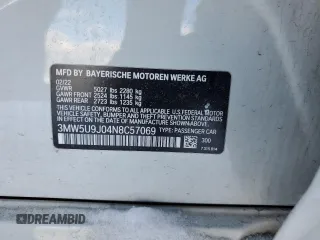 MFD. BY BAYERISCHE MOTOREN WERKE AG
02/22
GVWR 5027 lbs 2280 kg
GAWR FRONT 2524 lbs 1145 kg
GAWR REAR 2723 lbs 1235 kg
THIS VEHICLE CONFORMS TO ALL APPLICABLE U.S. FEDERAL MOTOR
VEHICLE SAFETY, BUMPER, AND THEFT PREVENTION STANDARDS IN
EFFECT ON THE DATE OF MANUFACTURE SHOWN ABOVE.
3MW5U9J04N8C57069 TYPE: PASSENGER CAR
300
DREAMBID